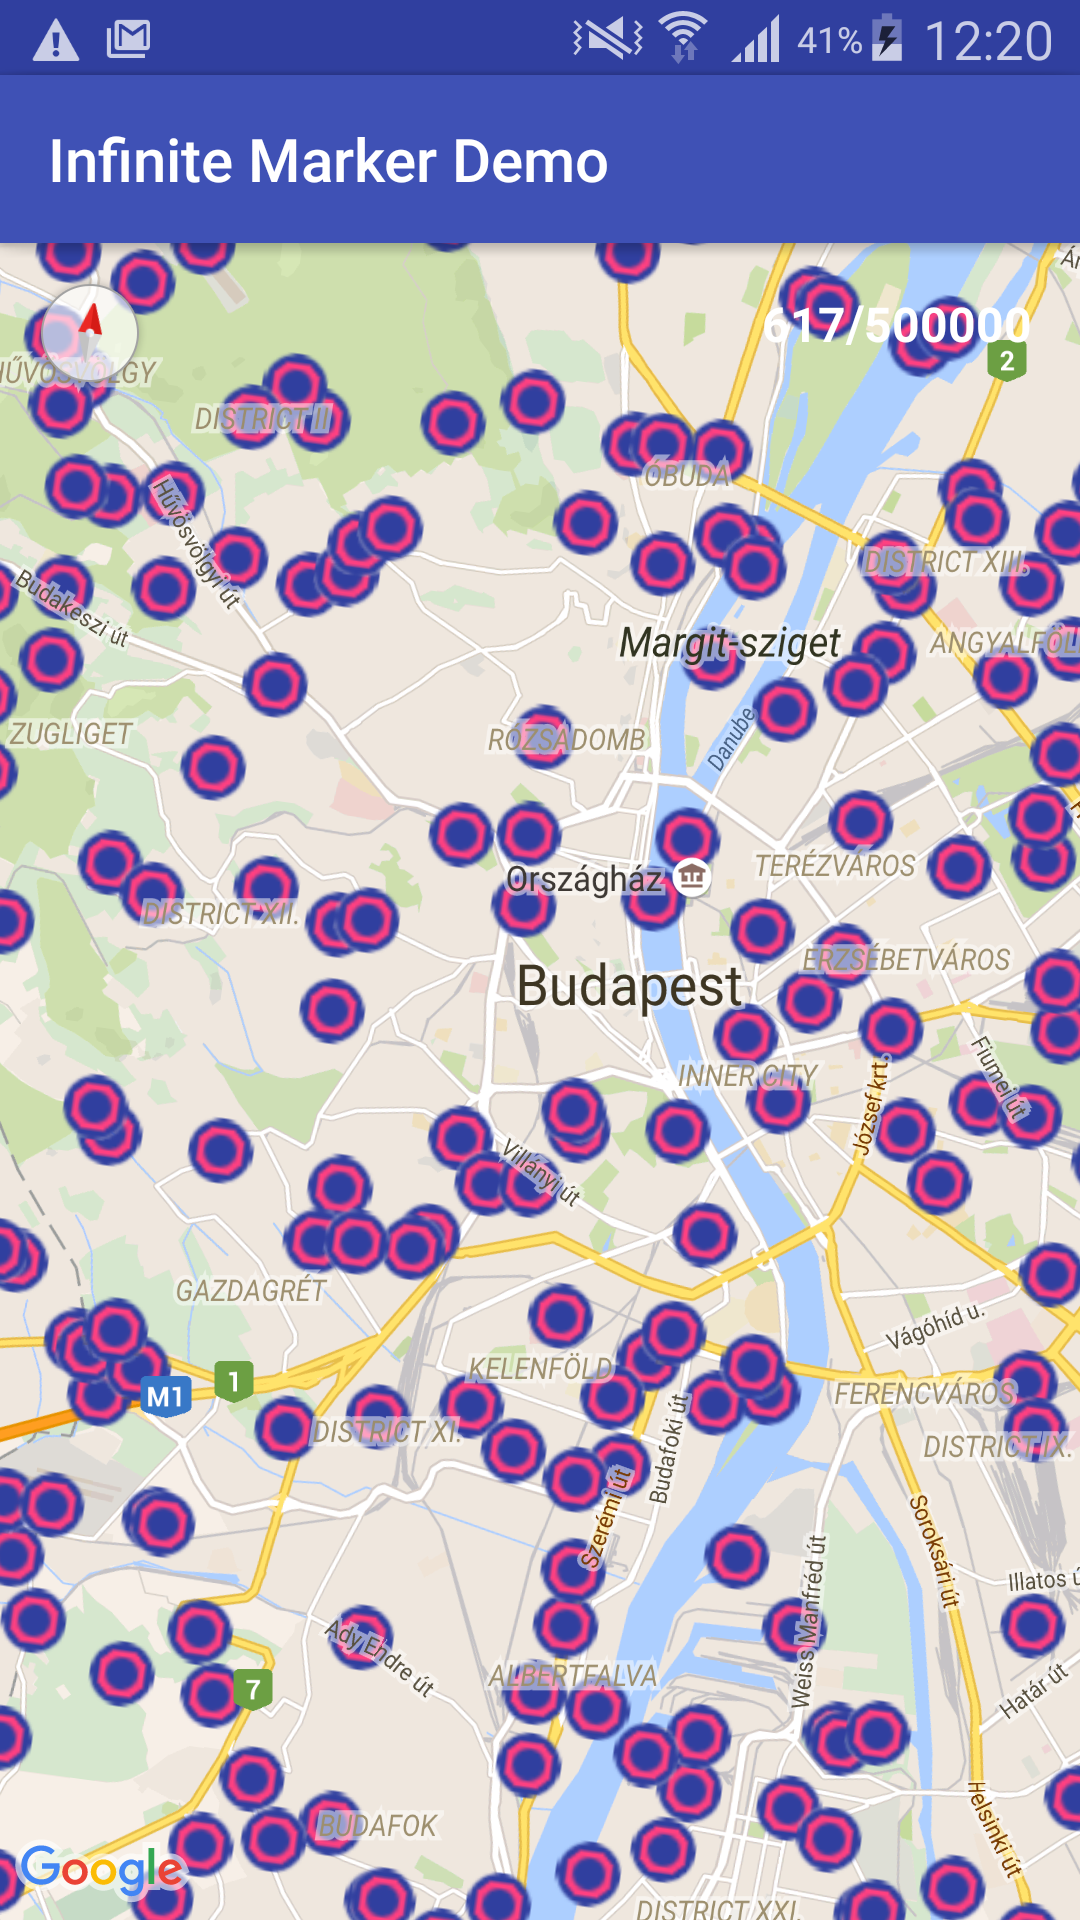 41%
12:20
Infinite Marker Demo
617/500000
2
DISTRICT II
ÓBUDA
Hűvösvölgyi út
DISTRICT XIII.
Budakeszi út
Margit-sziget
ZUGLIGET
RÓZSADOMB
Danube
Országház
TERÉZVÁROS
DISTRICT XII.
ERZSÉBETVÁROS
Budapest
INNER CITY
Fiumei út
József krt.
Villányi út
GAZDAGRÉT
Vágóhíd u.
KELENFÖLD
1
M1
FERENCVÁROS
DISTRICT XI.
Budafoki út
DISTRICT IX.
Szerémi út
Soroksári út
Weiss Manfréd út
Illatos ú
Ady Endre út
ALBERTFALVA
7
Határ út
BUDAFOK
Helsinki út
Google
DISTRICT XXI.